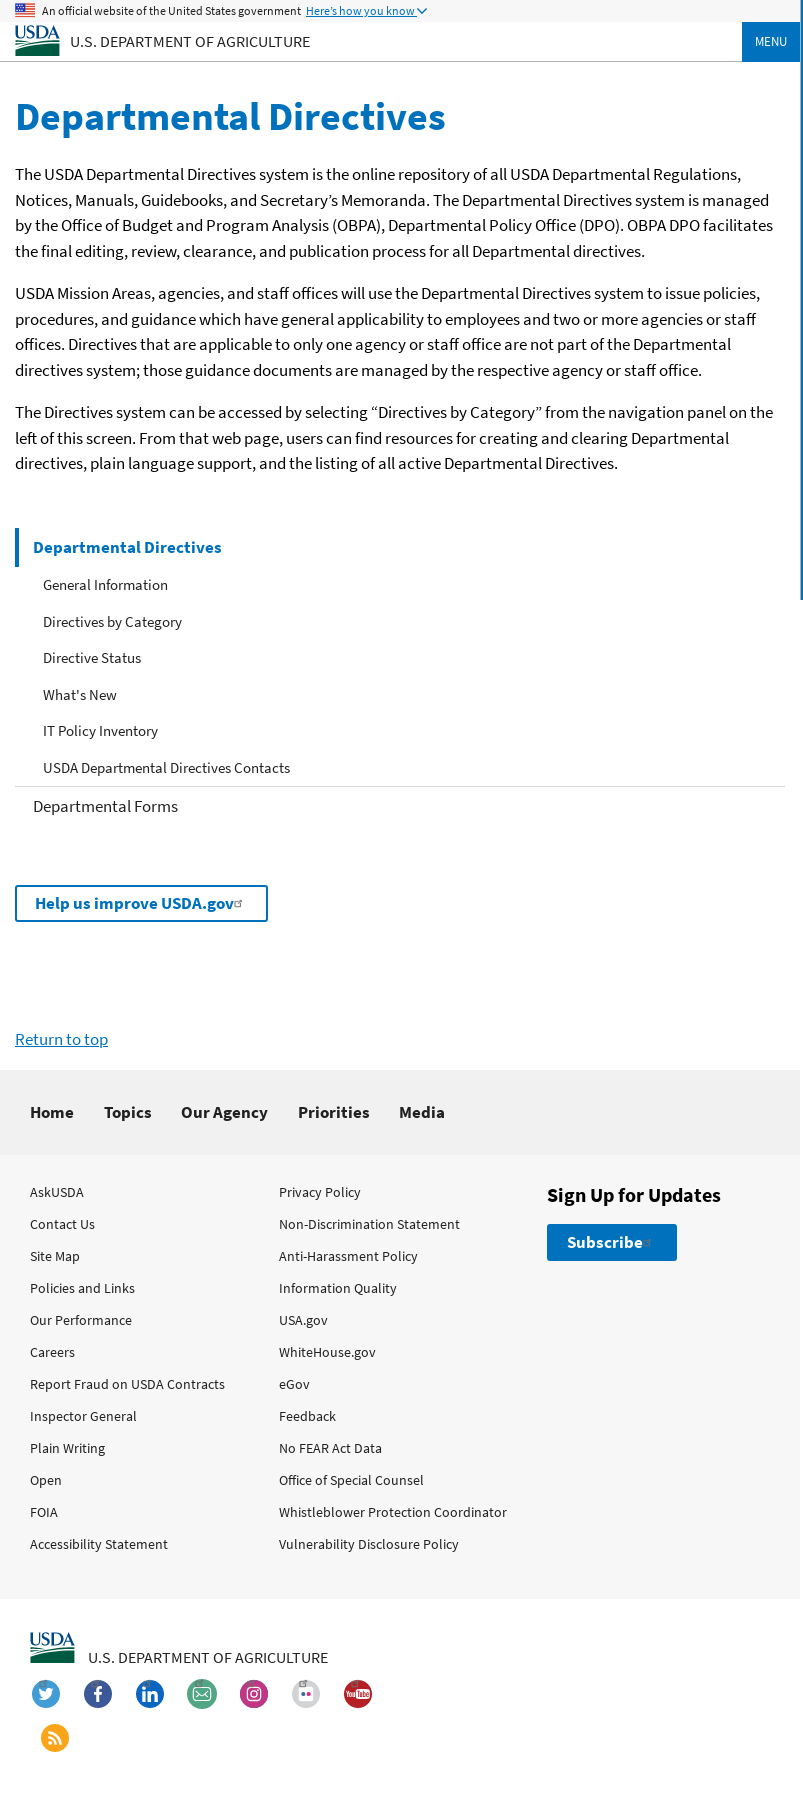 An official website of the United States government Here's how you know
USDA U.S. DEPARTMENT OF AGRICULTURE
MENU
Departmental Directives
The USDA Departmental Directives system is the online repository of all USDA Departmental Regulations,
Notices, Manuals, Guidebooks, and Secretary’s Memoranda. The Departmental Directives system is managed
by the Office of Budget and Program Analysis (OBPA), Departmental Policy Office (DPO). OBPA DPO facilitates
the final editing, review, clearance, and publication process for all Departmental directives.
USDA Mission Areas, agencies, and staff offices will use the Departmental Directives system to issue policies,
procedures, and guidance which have general applicability to employees and two or more agencies or staff
offices. Directives that are applicable to only one agency or staff office are not part of the Departmental
directives system; those guidance documents are managed by the respective agency or staff office.
The Directives system can be accessed by selecting “Directives by Category” from the navigation panel on the
left of this screen. From that web page, users can find resources for creating and clearing Departmental
directives, plain language support, and the listing of all active Departmental Directives.
Departmental Directives
General Information
Directives by Category
Directive Status
What's New
IT Policy Inventory
USDA Departmental Directives Contacts
Departmental Forms
Help us improve USDA.gov
Return to top
Home Topics Our Agency Priorities Media
AskUSDA
Contact Us
Site Map
Policies and Links
Our Performance
Careers
Report Fraud on USDA Contracts
Inspector General
Plain Writing
Open
FOIA
Accessibility Statement
Privacy Policy
Non-Discrimination Statement
Anti-Harassment Policy
Information Quality
USA.gov
WhiteHouse.gov
eGov
Feedback
No FEAR Act Data
Office of Special Counsel
Whistleblower Protection Coordinator
Vulnerability Disclosure Policy
Sign Up for Updates
Subscribe
USDA U.S. DEPARTMENT OF AGRICULTURE
You Tube